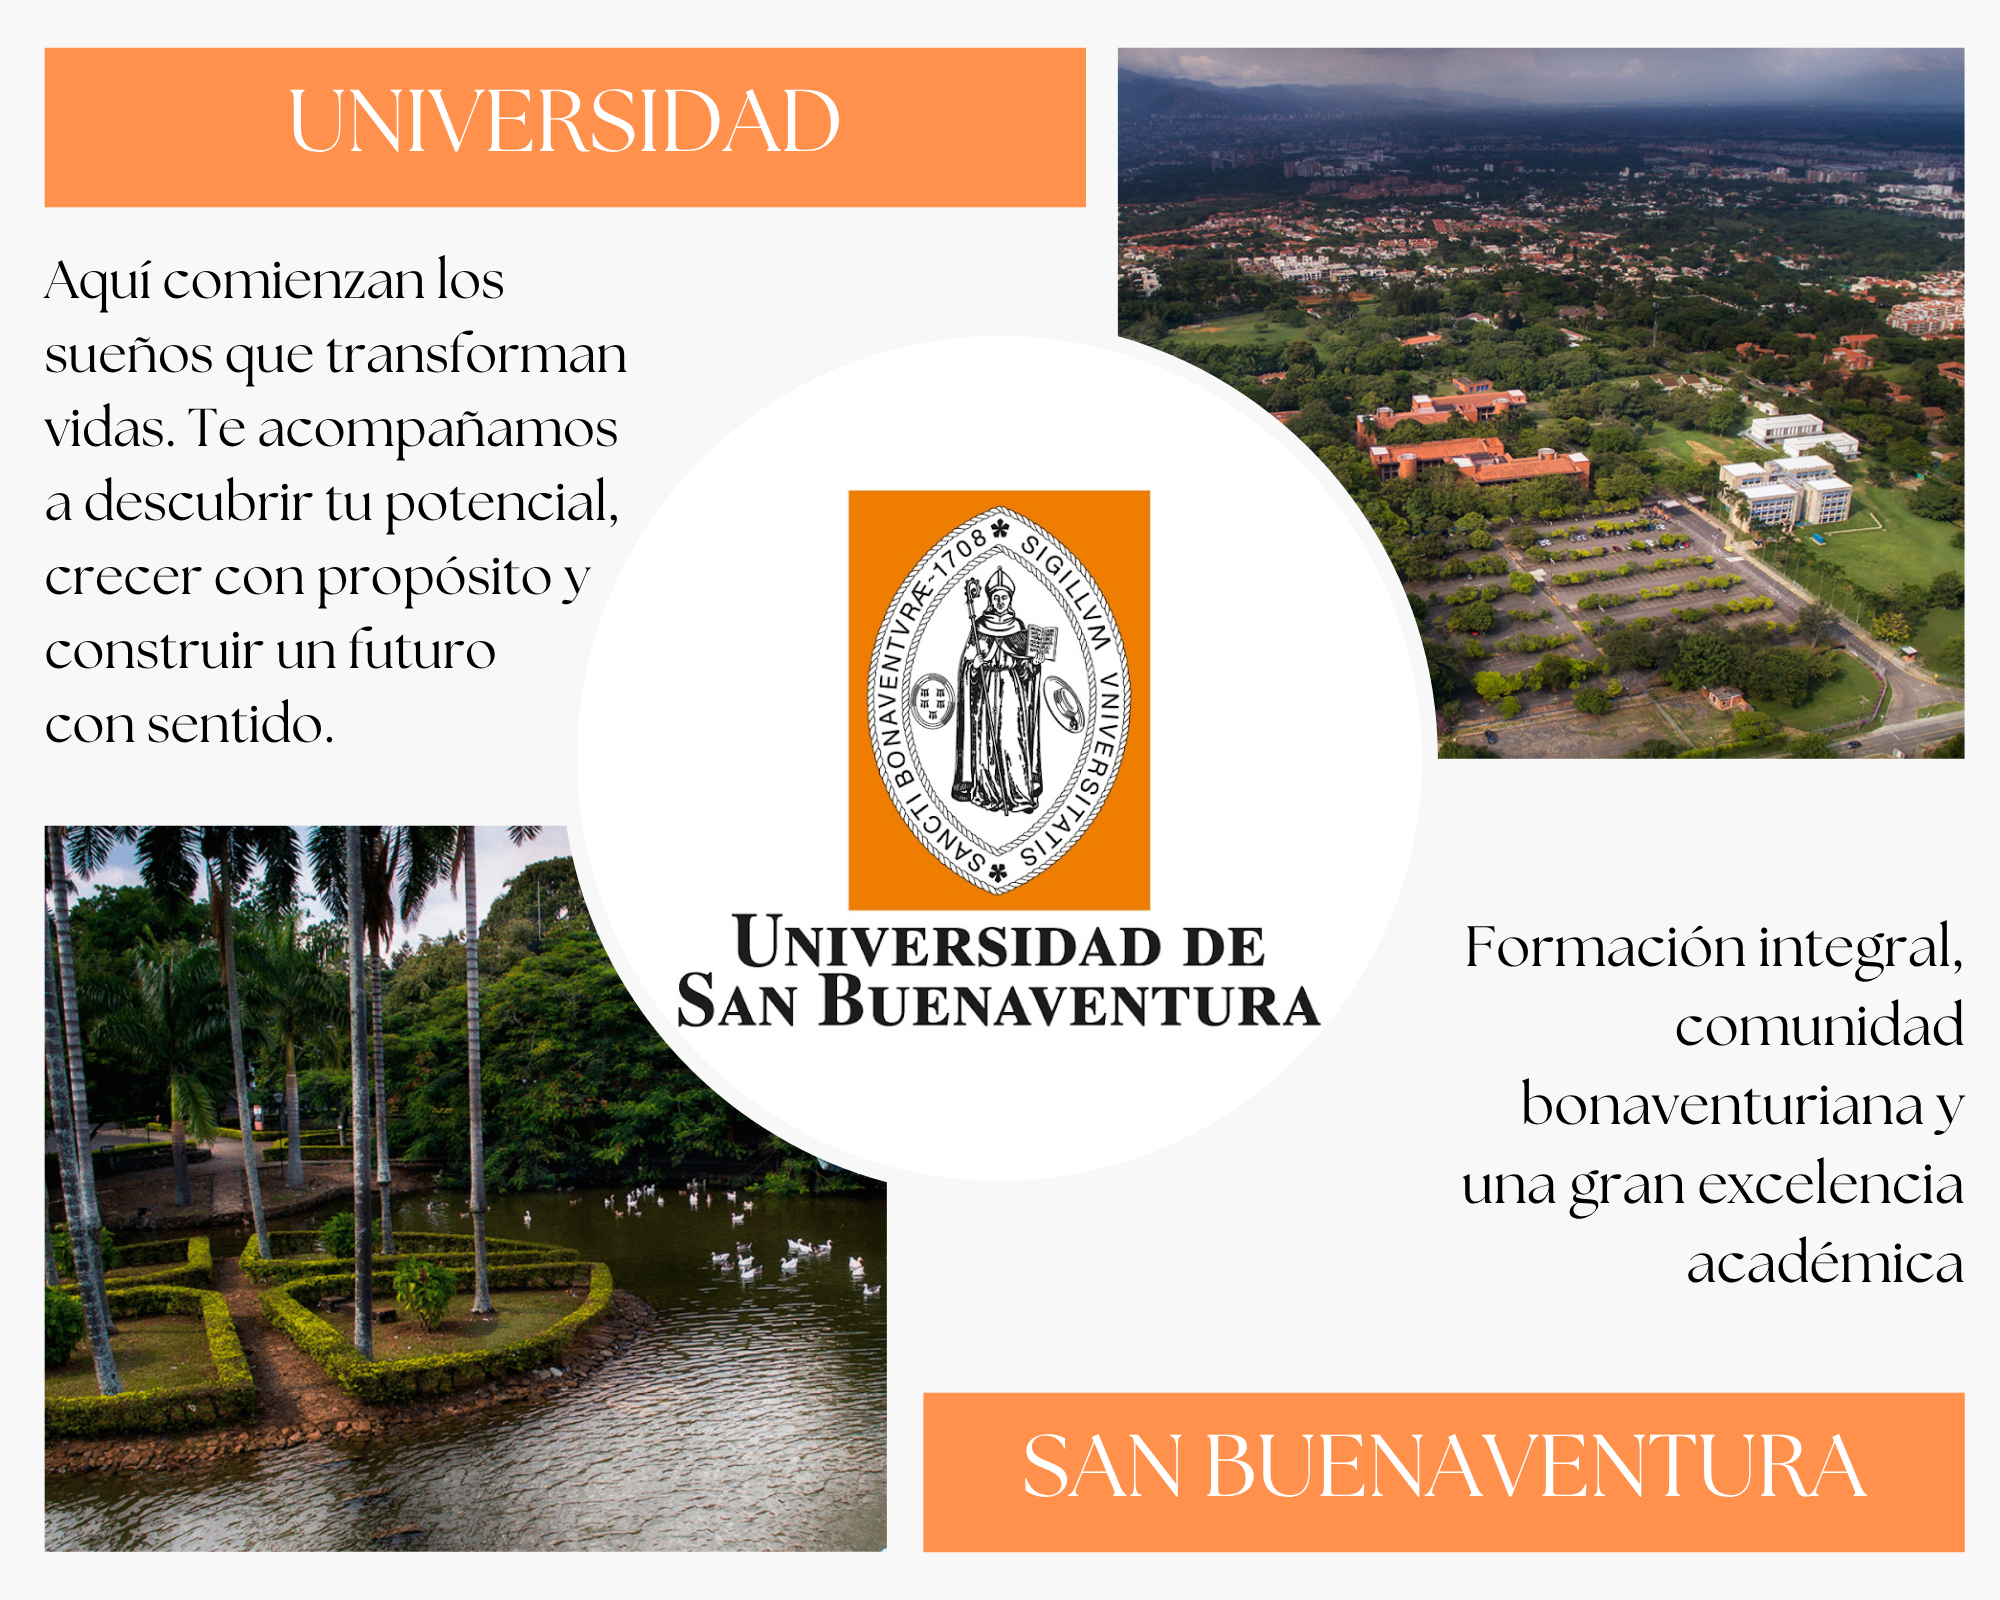 UNIVERSIDAD
Aquí comienzan los
sueños que transforman
vidas. Te acompañamos
a descubrir tu potencial,
crecer con propósito y
construir un futuro
con sentido.
SIGILLVM VNIVERSITATIS
SANCTI BONAVENTVRÆ~1708
UNIVERSIDAD DE
SAN BUENAVENTURA
Formación integral,
comunidad
bonaventuriana y
una gran excelencia
académica
SAN BUENAVENTURA